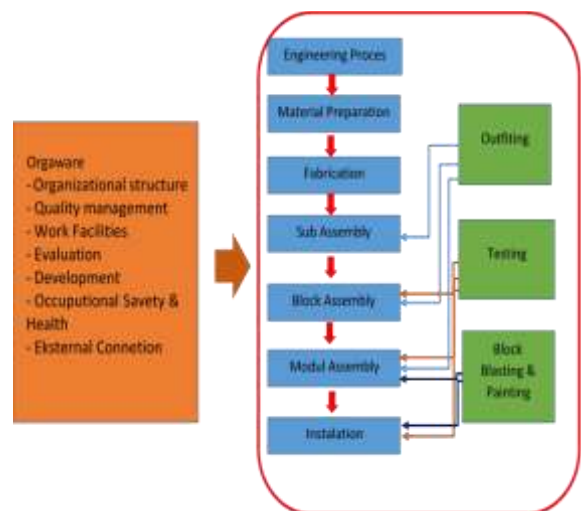 Orgaware
- Organizational structure
- Quality management
- Work Facilities
- Evaluation
- Development
- Occuputional Savety &
Health
- Eksternal Connetion
Engineering Proces
Material Preparation
Fabrication
Sub Assembly
Block Assembly
Modul Assembly
Instalation
Outfiting
Testing
Block
Blasting &
Painting